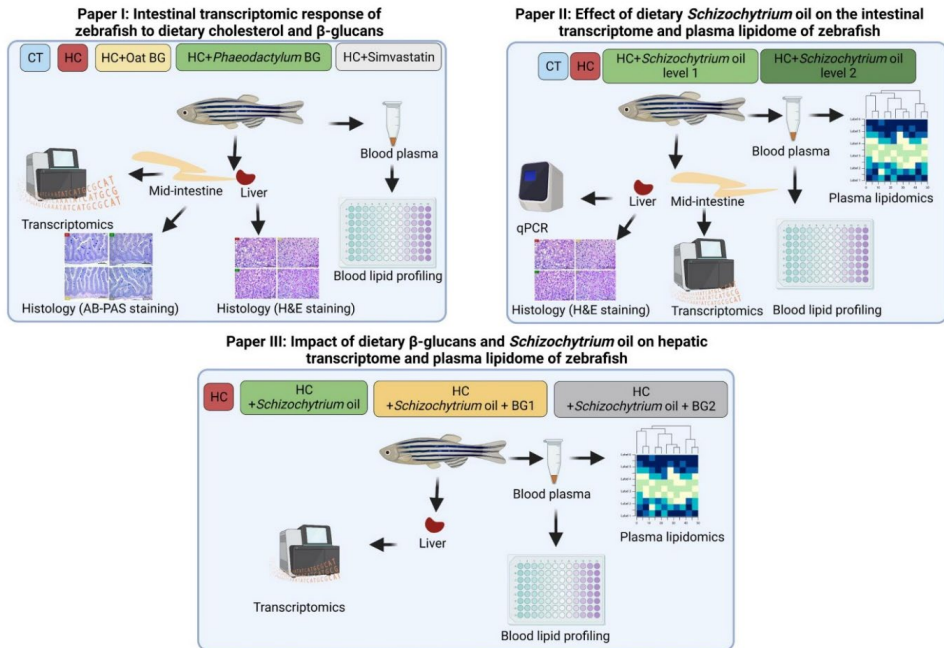 Paper I: Intestinal transcriptomic response of
zebrafish to dietary cholesterol and β-glucans
CT
HC
HC+Oat BG
HC+Phaeodactylum BG
HC+Simvastatin
Blood plasma
Mid-intestine
Liver
Transcriptomics
Histology (AB-PAS staining)
Histology (H&E staining)
Blood lipid profiling
Paper II: Effect of dietary Schizochytrium oil on the intestinal
transcriptome and plasma lipidome of zebrafish
CT
HC
HC+Schizochytrium oil
level 1
HC+Schizochytrium oil
level 2
Blood plasma
Plasma lipidomics
Liver
Mid-intestine
qPCR
Histology (H&E staining)
Transcriptomics
Blood lipid profiling
Paper III: Impact of dietary β-glucans and Schizochytrium oil on hepatic
transcriptome and plasma lipidome of zebrafish
HC
HC
+Schizochytrium oil
HC
+Schizochytrium oil + BG1
HC
+Schizochytrium oil + BG2
Blood plasma
Plasma lipidomics
Liver
Transcriptomics
Blood lipid profiling